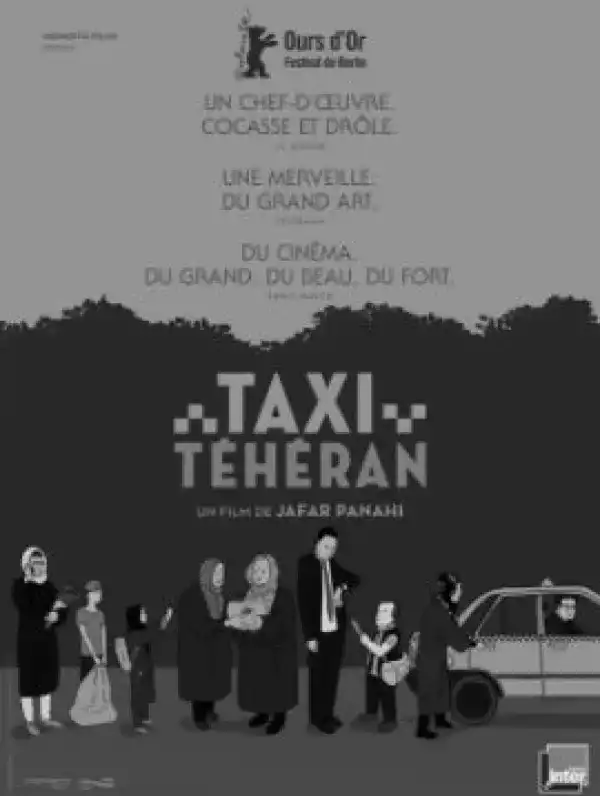 Ours d'Or
Festival de Berlin
UN CHEF-D'ŒUVRE.
COCASSE ET DRÔLE.
UNE MERVEILLE.
DU GRAND ART.
DU CINÉMA.
DU GRAND. DU BEAU. DU FORT.
TAXI
TÉHÉRAN
UN FILM DE JAFAR PANAHI
inter